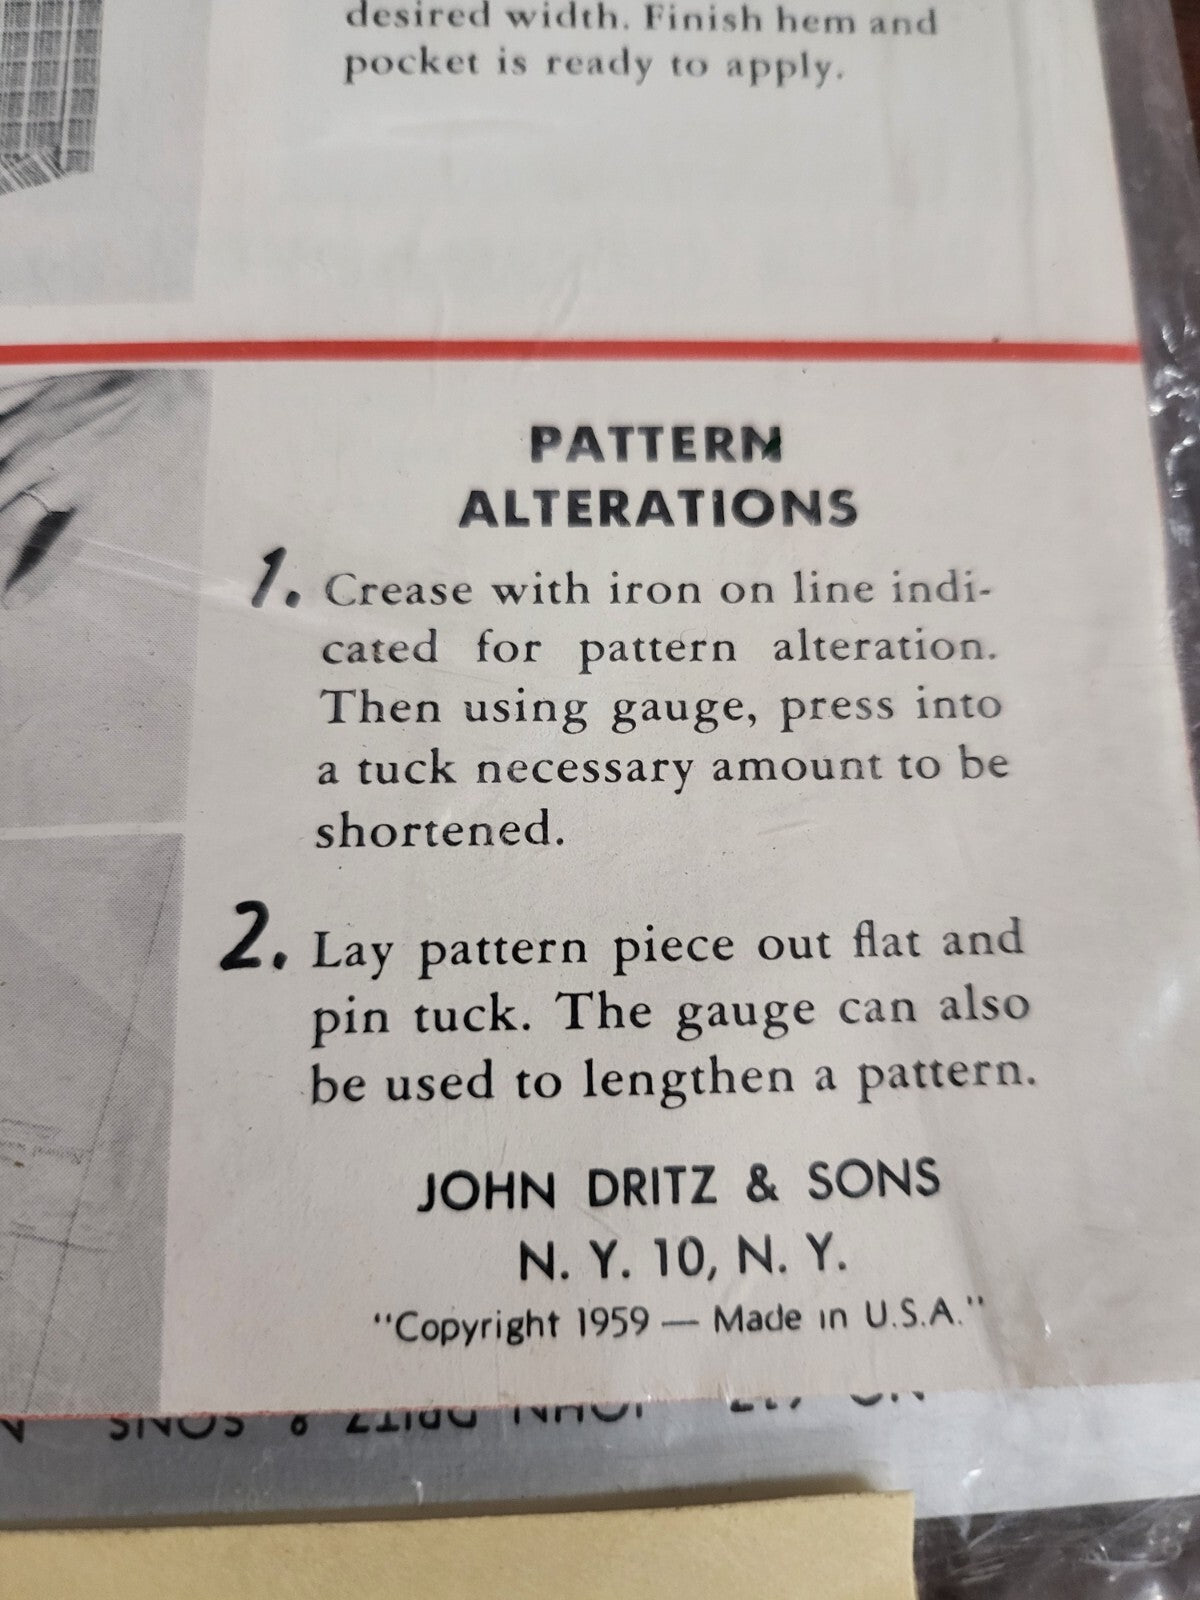 desired width. Finish hem and
pocket is ready to apply.
PATTERN
ALTERATIONS
1. Crease with iron on line indi-
cated for pattern alteration.
Then using gauge, press into
a tuck necessary amount to be
shortened.
2. Lay pattern piece out flat and
pin tuck. The gauge can also
be used to lengthen a pattern.
JOHN DRITZ & SONS
N. Y. 10, N. Y.
"Copyright 1959 — Made in U.S.A."
JOHN DRITZ & SONS